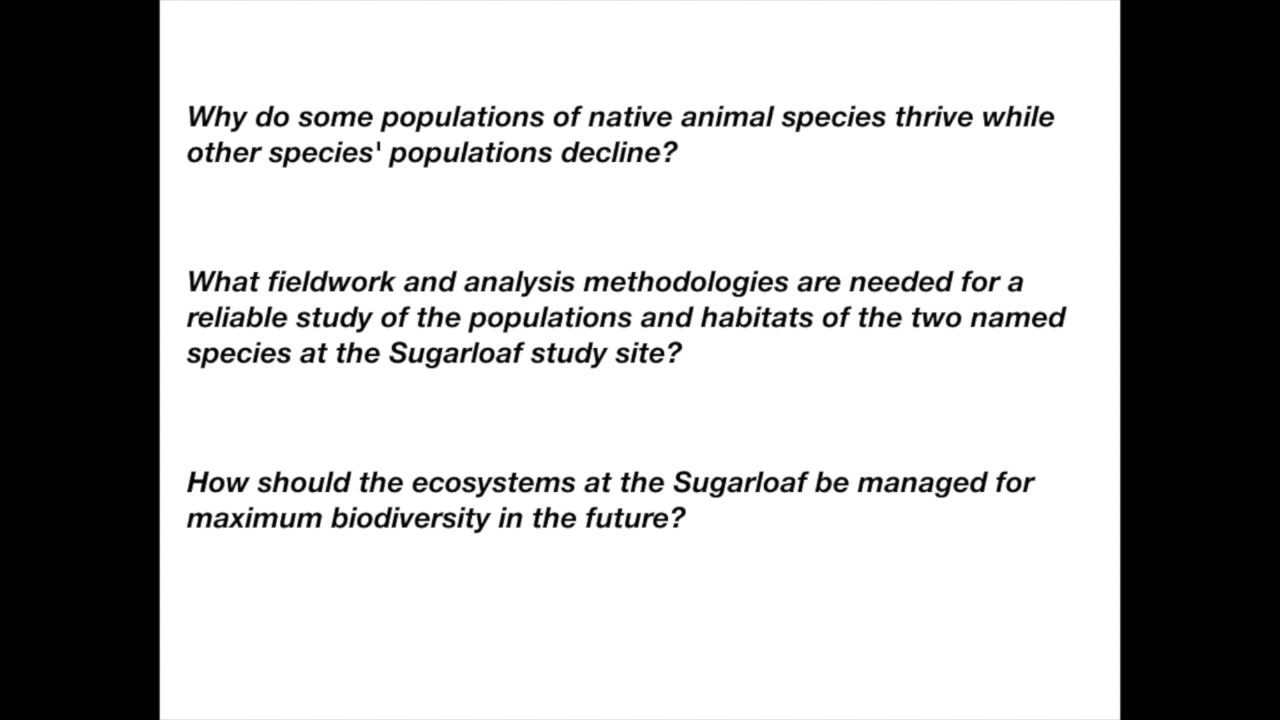 Why do some populations of native animal species thrive while
other species' populations decline?
What fieldwork and analysis methodologies are needed for a
reliable study of the populations and habitats of the two named
species at the Sugarloaf study site?
How should the ecosystems at the Sugarloaf be managed for
maximum biodiversity in the future?